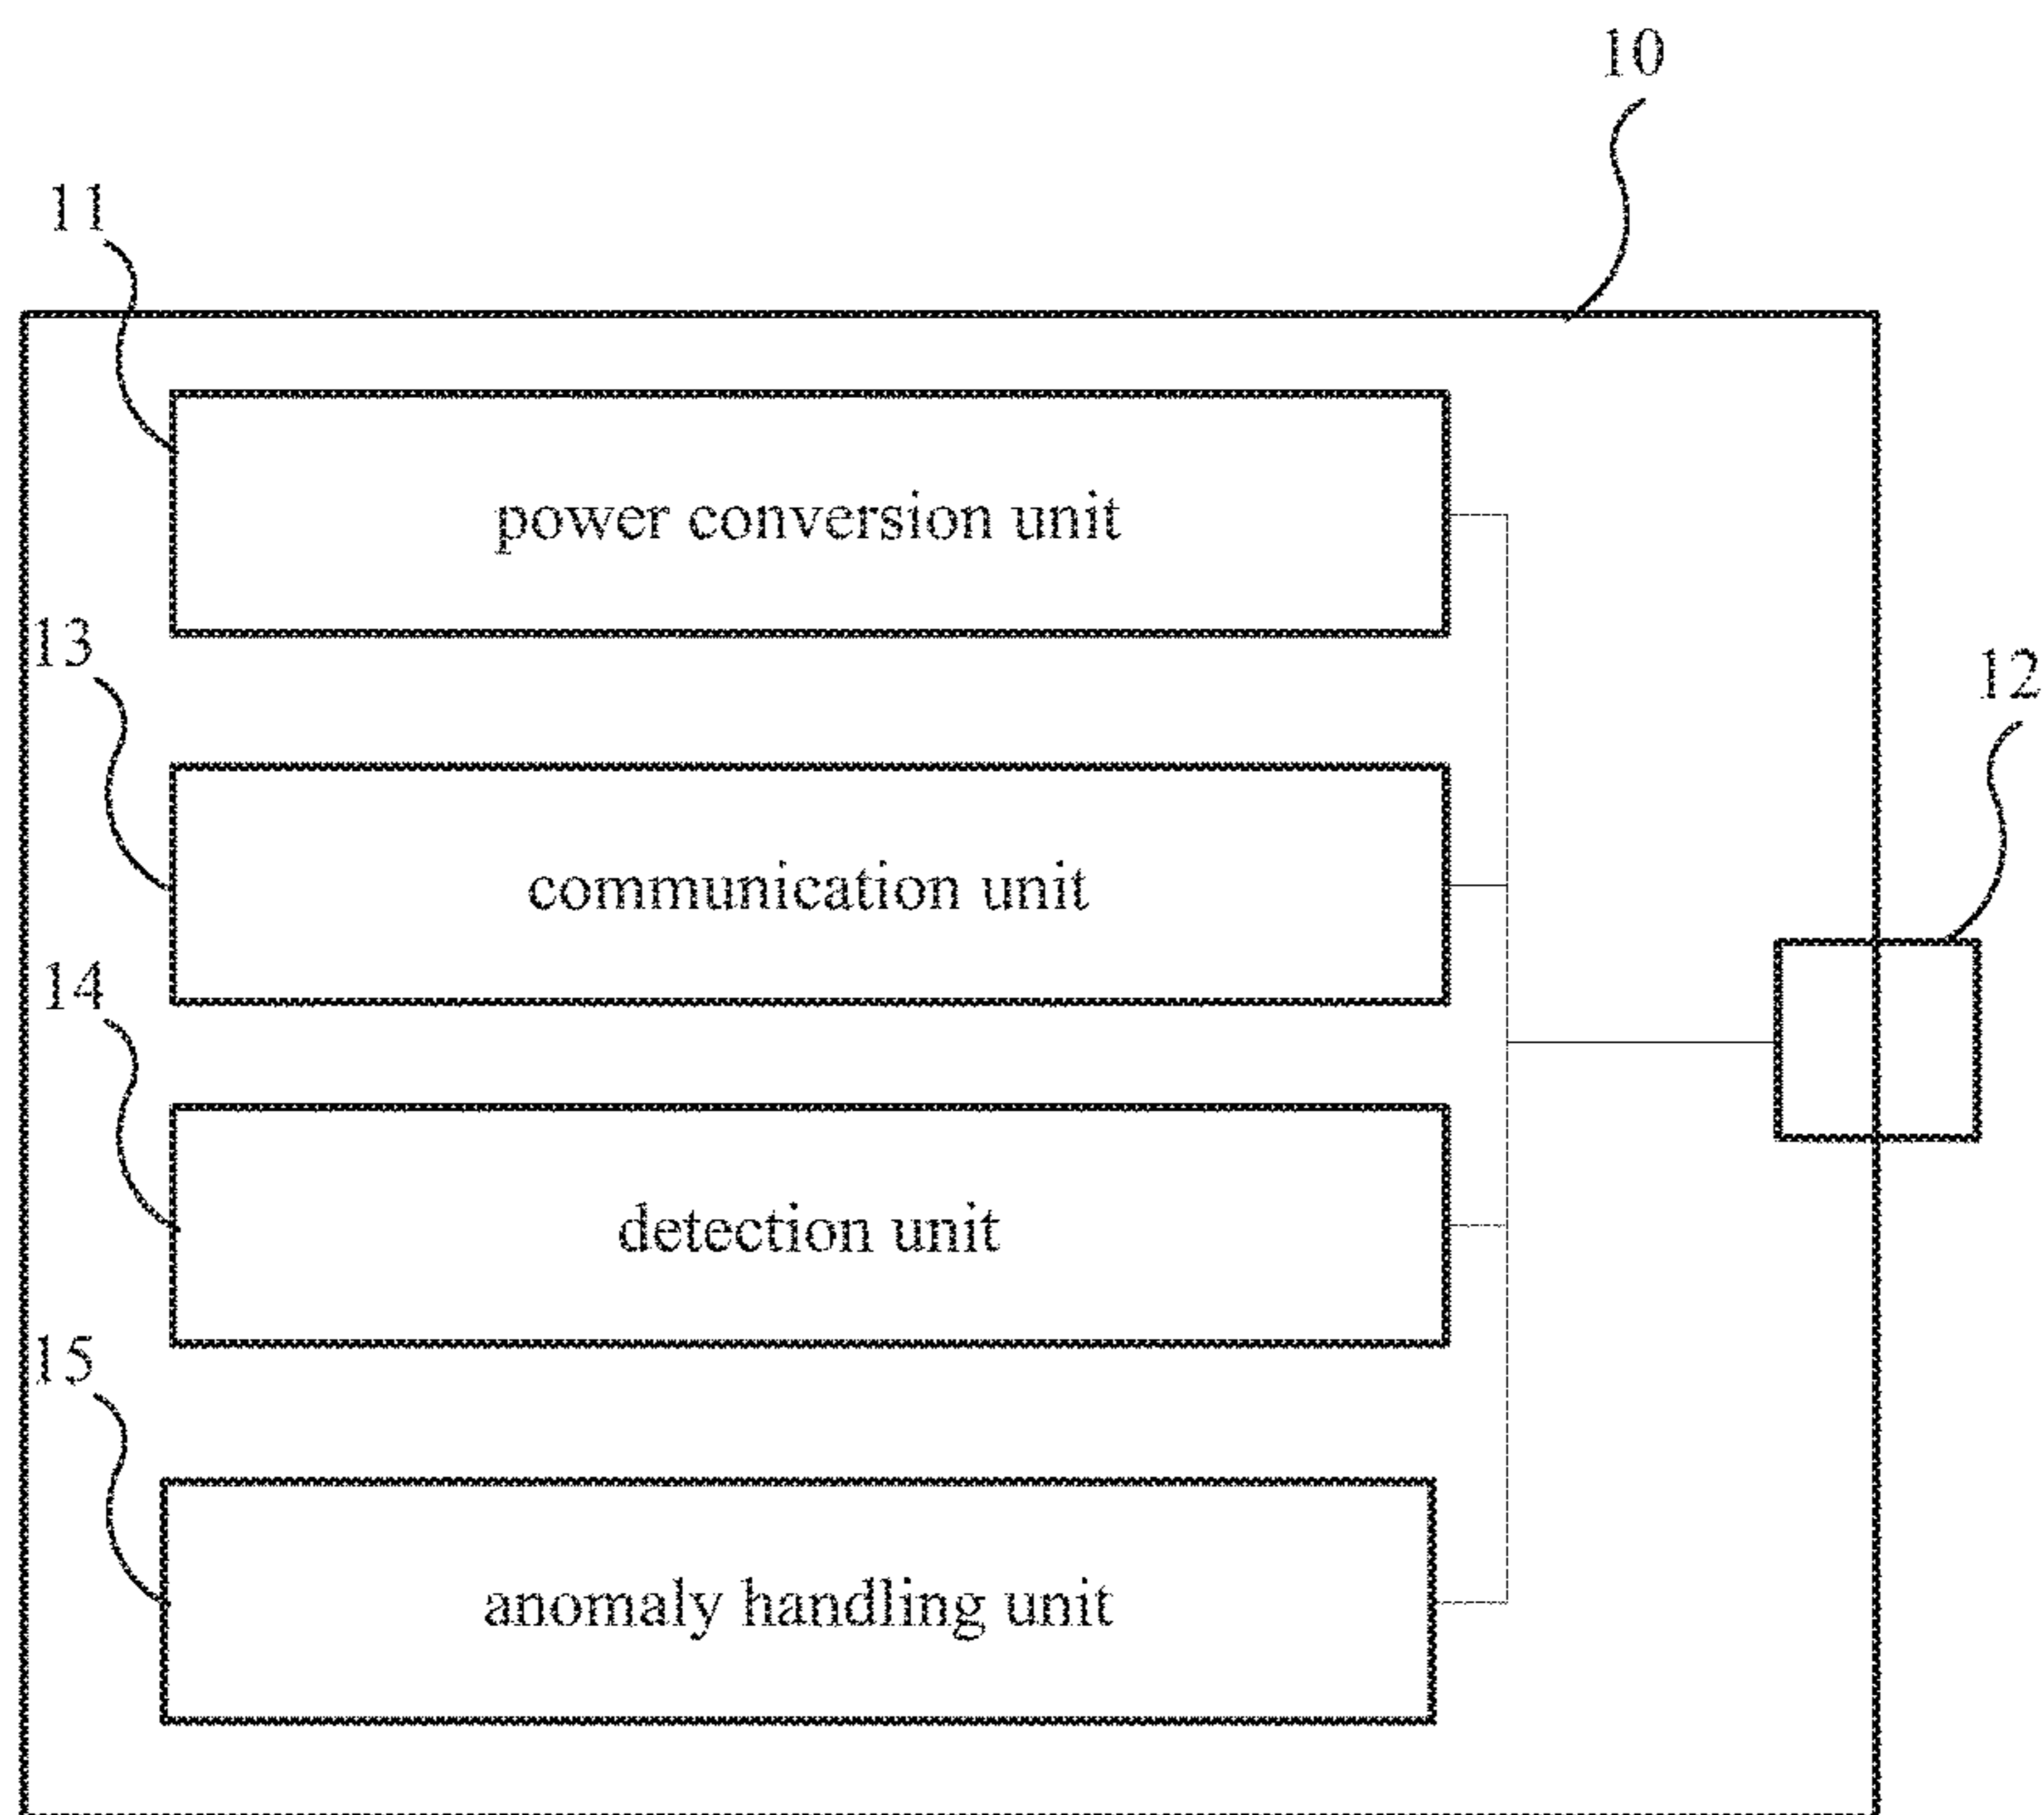 10
11
power conversion unit
13
12
communication unit
14
detection unit
15
anomaly handling unit